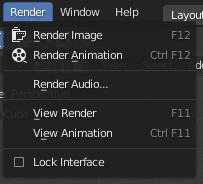 Render Window Help Layou
Render Image F12
Render Animation Ctrl F12
Render Audio...
View Render F11
View Animation Ctrl F11
Lock Interface